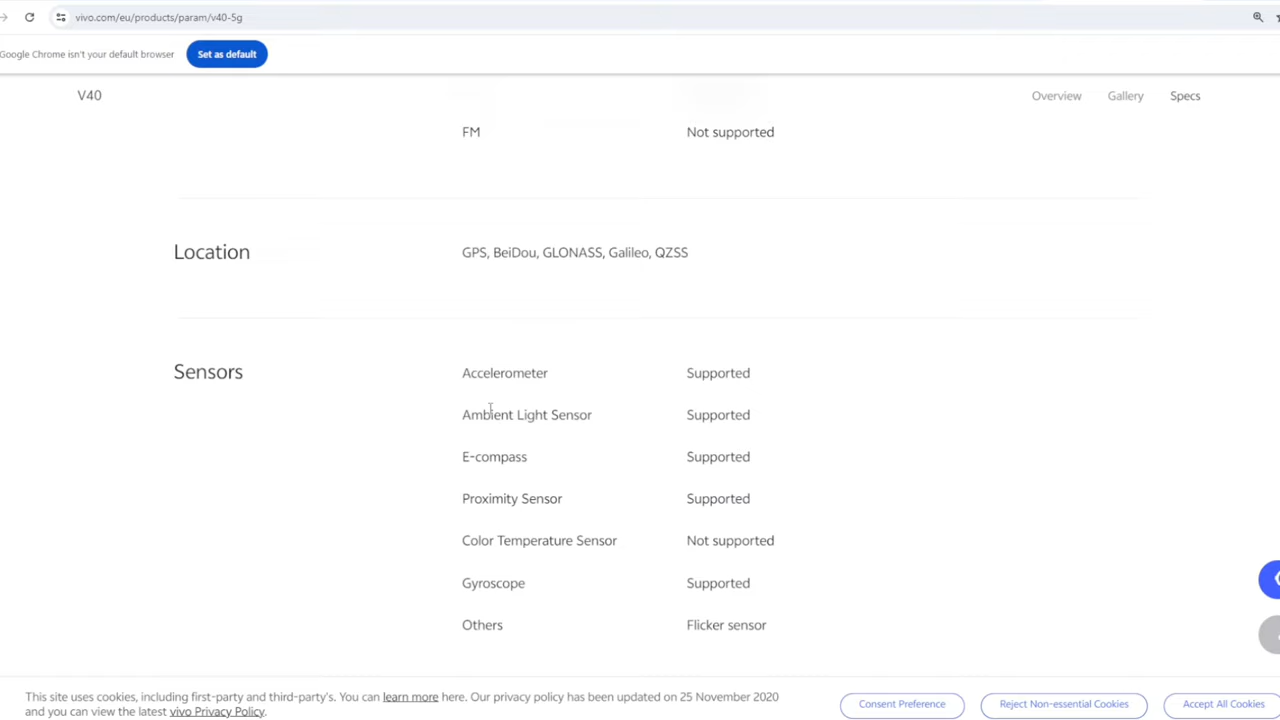 vivo.com/eu/products/param/v40-5g
Google Chrome isn't your default browser
Set as default
V40
Overview
Gallery
Specs
FM
Not supported
Location
GPS, BeiDou, GLONASS, Galileo, QZSS
Sensors
Accelerometer
Supported
Ambient Light Sensor
Supported
E-compass
Supported
Proximity Sensor
Supported
Color Temperature Sensor
Not supported
Gyroscope
Supported
Others
Flicker sensor
This site uses cookies, including first-party and third-party's. You can learn more here. Our privacy policy has been updated on 25 November 2020
and you can view the latest vivo Privacy Policy.
Consent Preference
Reject Non-essential Cookies
Accept All Cookies